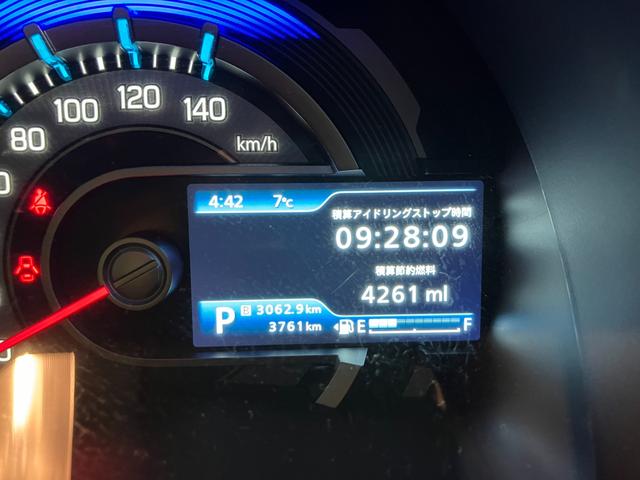 80
100
120
140
km/h
4:42 7℃
積算アイドリングストップ時間
09:28:09
積算節約燃料
4261 ml
P
B 3062.9 km
3761 km
E F